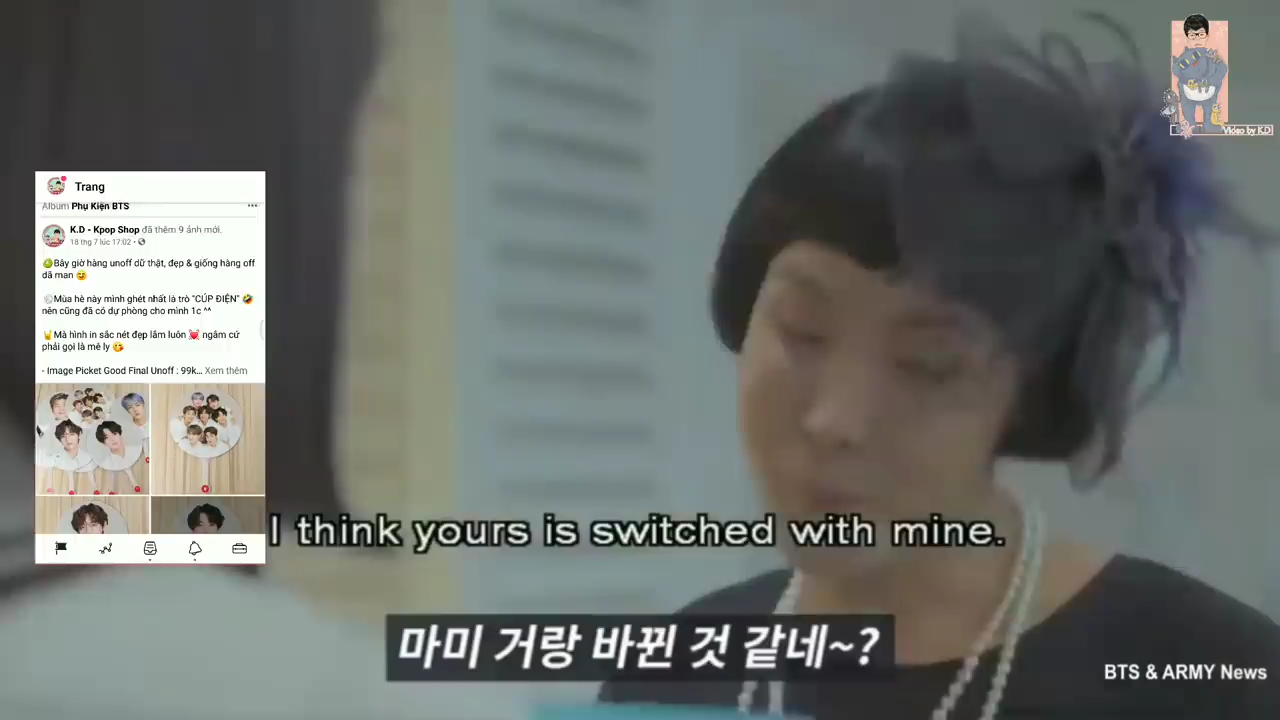 Video by K.D
Trang
Album Phụ Kiện BTS
K.D - Kpop Shop đã thêm 9 ảnh mới.
18 thg 7 lúc 17:02
Bây giờ hàng unoff dữ thật, đẹp & giống hàng off
dã man
Mùa hè này mình ghét nhất là trò "CÚP ĐIỆN"
nên cũng đã có dự phòng cho mình 1c ^^
Mà hình in sắc nét đẹp lắm luôn ngắm cứ
phải gọi là mê ly
- Image Picket Good Final Unoff : 99k... Xem thêm
I think yours is switched with mine.
마미 거랑 바뀐 것 같네~?
BTS & ARMY News